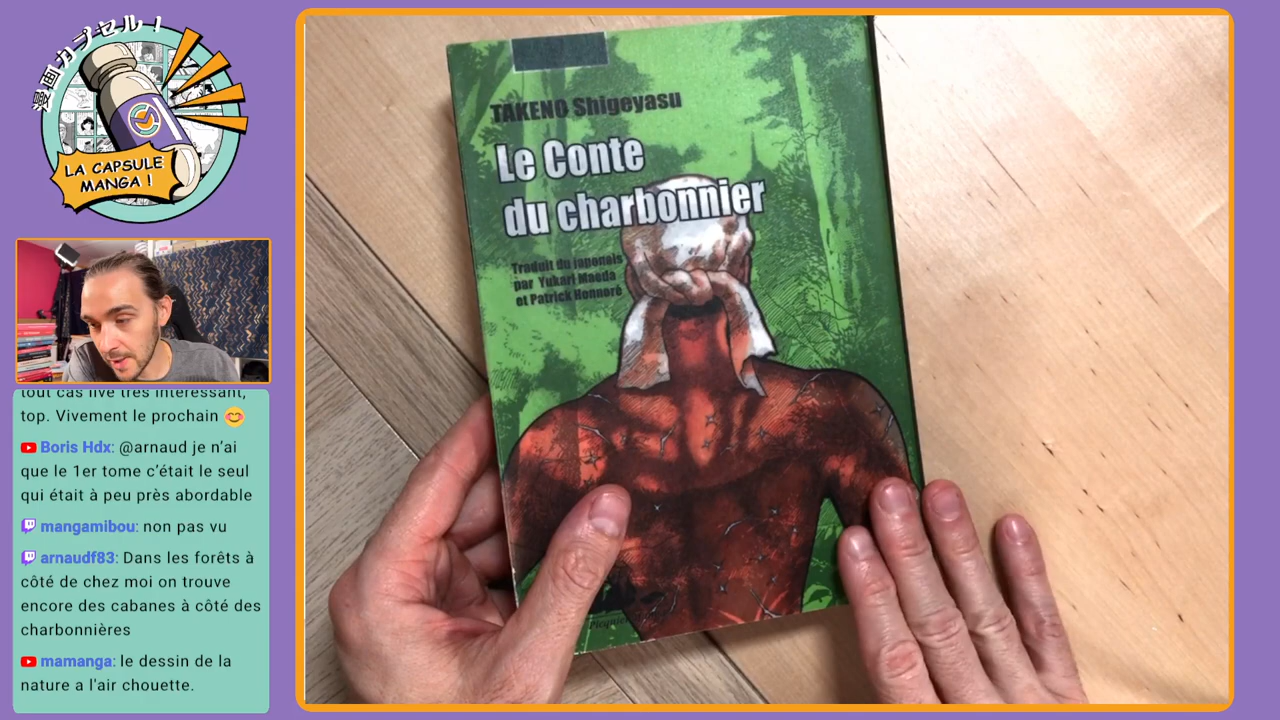 漫画カプセル！
LA CAPSULE
MANGA !
TAKENO Shigeyasu
Le Conte
du charbonnier
Traduit du japonais
par Yukari Maeda
et Patrick Honnoré
tout cas live très intéressant,
top. Vivement le prochain 😊
Boris Hdx: @arnaud je n’ai
que le 1er tome c’était le seul
qui était à peu près abordable
mangamibou: non pas vu
arnaudf83: Dans les forêts à
côté de chez moi on trouve
encore des cabanes à côté des
charbonnières
mamanga: le dessin de la
nature a l'air chouette.